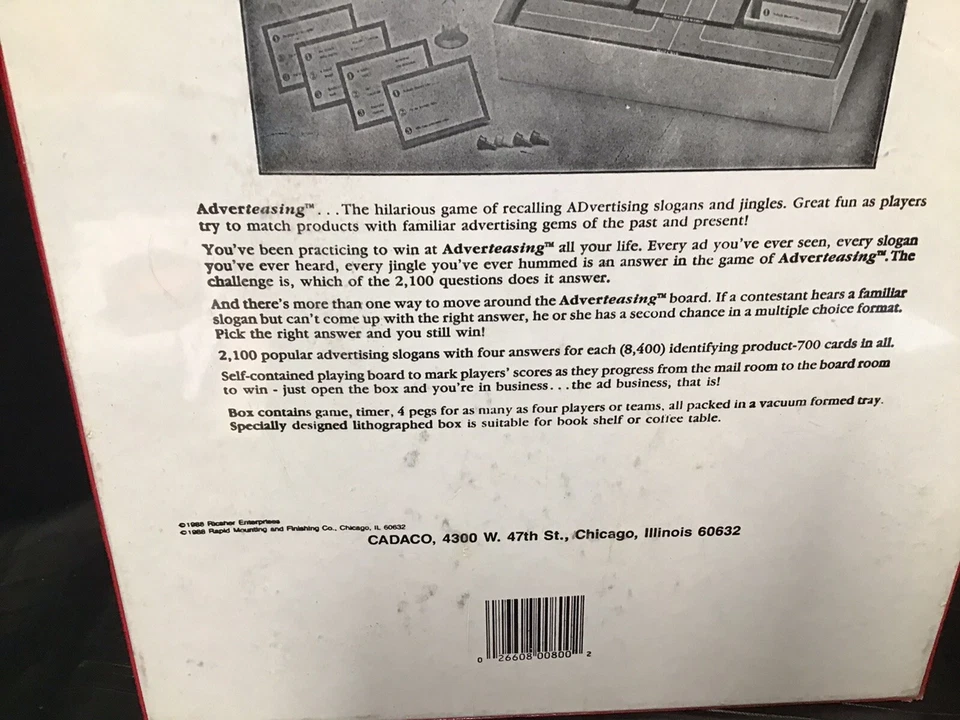 Adverteasing™...The hilarious game of recalling ADvertising slogans and jingles. Great fun as players
try to match products with familiar advertising gems of the past and present!
You've been practicing to win at Adverteasing™ all your life. Every ad you've ever seen, every slogan
you've ever heard, every jingle you've ever hummed is an answer in the game of Adverteasing™. The
challenge is, which of the 2,100 questions does it answer.
And there's more than one way to move around the Adverteasing™ board. If a contestant hears a familiar
slogan but can't come up with the right answer, he or she has a second chance in a multiple choice format.
Pick the right answer and you still win!
2,100 popular advertising slogans with four answers for each (8,400) identifying product-700 cards in all.
Self-contained playing board to mark players' scores as they progress from the mail room to the board room
to win - just open the box and you're in business...the ad business, that is!
Box contains game, timer, 4 pegs for as many as four players or teams, all packed in a vacuum formed tray.
Specially designed lithographed box is suitable for book shelf or coffee table.
©1988 Ricsher Enterprises
©1988 Rapid Mounting and Finishing Co., Chicago, IL 60632
CADACO, 4300 W. 47th St., Chicago, Illinois 60632
0 26608 00800 2